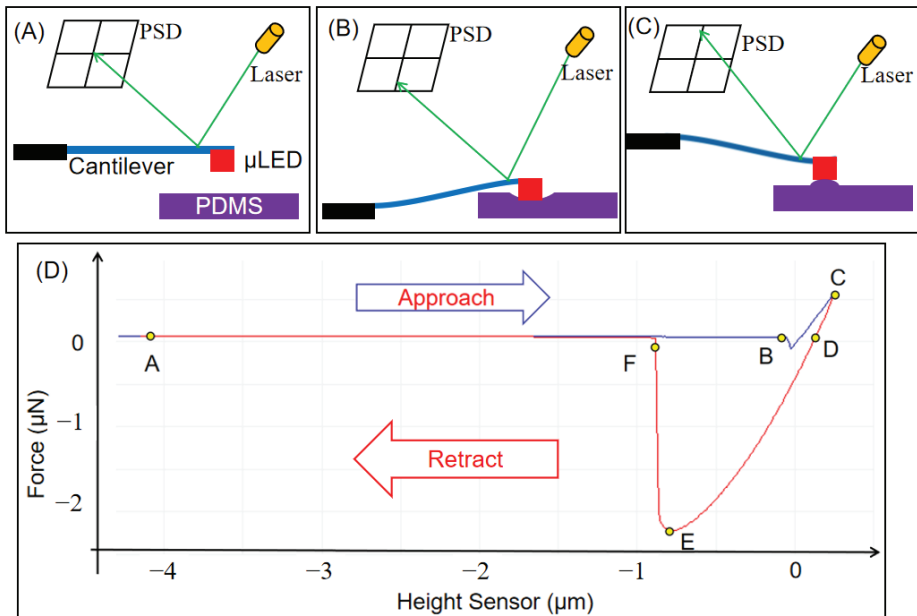 (A)
PSD
Laser
Cantilever
μLED
PDMS
(B)
PSD
Laser
(C)
PSD
Laser
(D)
Approach
C
0
A
F
B
D
Force (μN)
−1
Retract
−2
E
−4
−3
−2
−1
0
Height Sensor (μm)